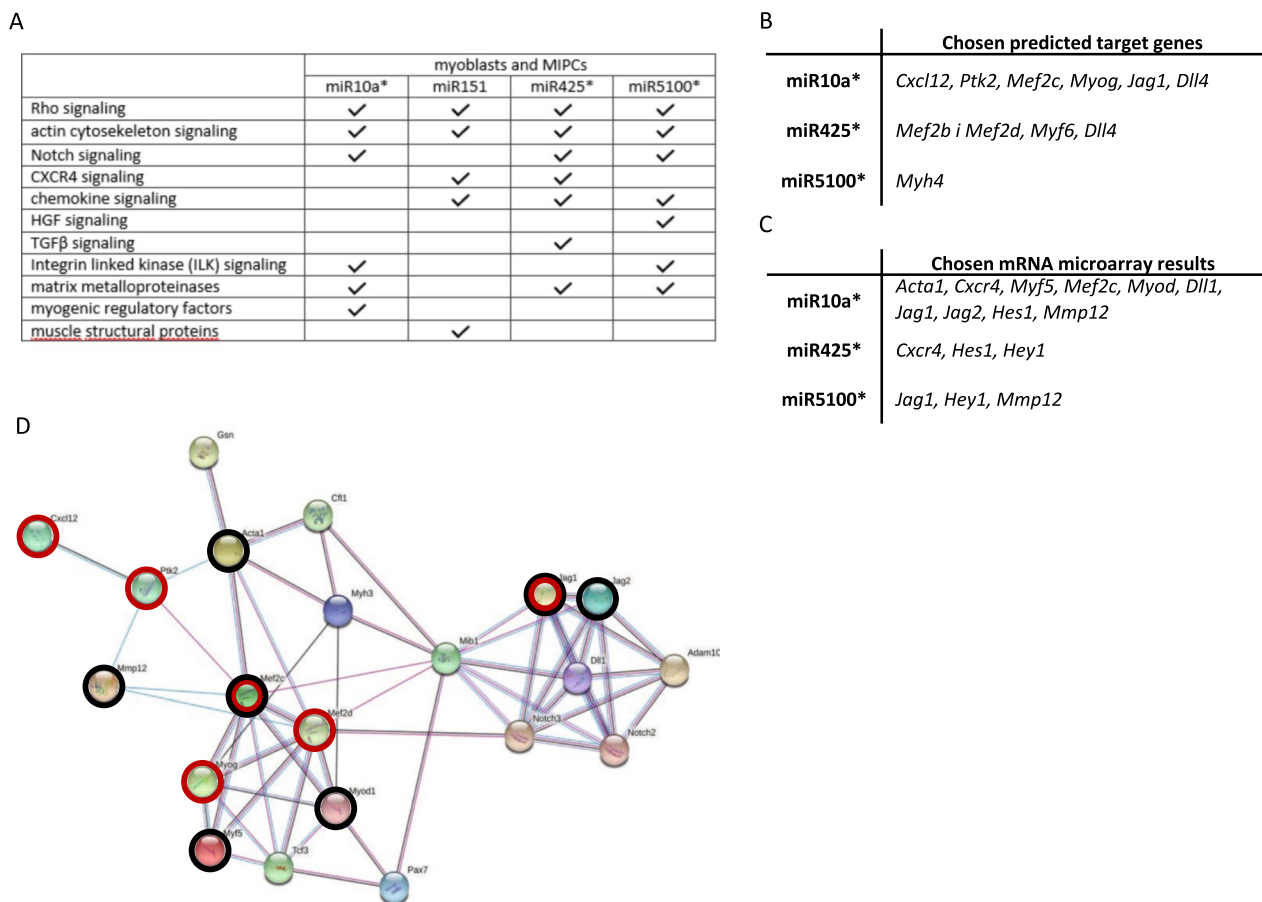 A
myoblasts and MIPCs
miR10a* miR151 miR425* miR5100*
Rho signaling ✓ ✓ ✓ ✓
actin cytosekeleton signaling ✓ ✓ ✓ ✓
Notch signaling ✓ ✓ ✓
CXCR4 signaling ✓ ✓
chemokine signaling ✓ ✓ ✓
HGF signaling ✓
TGFβ signaling ✓
Integrin linked kinase (ILK) signaling ✓ ✓
matrix metalloproteinases ✓ ✓ ✓
myogenic regulatory factors ✓
muscle structural proteins ✓
B
Chosen predicted target genes
miR10a* Cxcl12, Ptk2, Mef2c, Myog, Jag1, Dll4
miR425* Mef2b i Mef2d, Myf6, Dll4
miR5100* Myh4
C
Chosen mRNA microarray results
miR10a* Acta1, Cxcr4, Myf5, Mef2c, Myod, Dll1,
Jag1, Jag2, Hes1, Mmp12
miR425* Cxcr4, Hes1, Hey1
miR5100* Jag1, Hey1, Mmp12
D
Gsn
Cfl1
Cxcl12
Acta1
Ptk2
Jag1
Jag2
Myh3
Mib1
Dll1
Adam10
Mmp12
Mef2c
Mef2d
Notch3
Notch2
Myog
Myod1
Myf5
Tcf3
Pax7